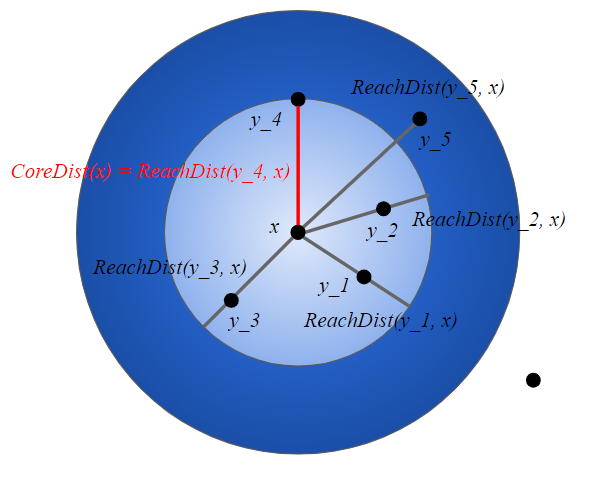 ReachDist(y_5, x)
y_4
y_5
CoreDist(x) = ReachDist(y_4, x)
x
y_2
ReachDist(y_2, x)
ReachDist(y_3, x)
y_1
y_3
ReachDist(y_1, x)